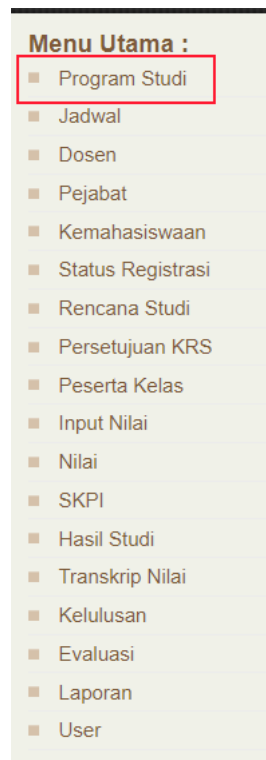 Menu Utama :
Program Studi
Jadwal
Dosen
Pejabat
Kemahasiswaan
Status Registrasi
Rencana Studi
Persetujuan KRS
Peserta Kelas
Input Nilai
Nilai
SKPI
Hasil Studi
Transkrip Nilai
Kelulusan
Evaluasi
Laporan
User